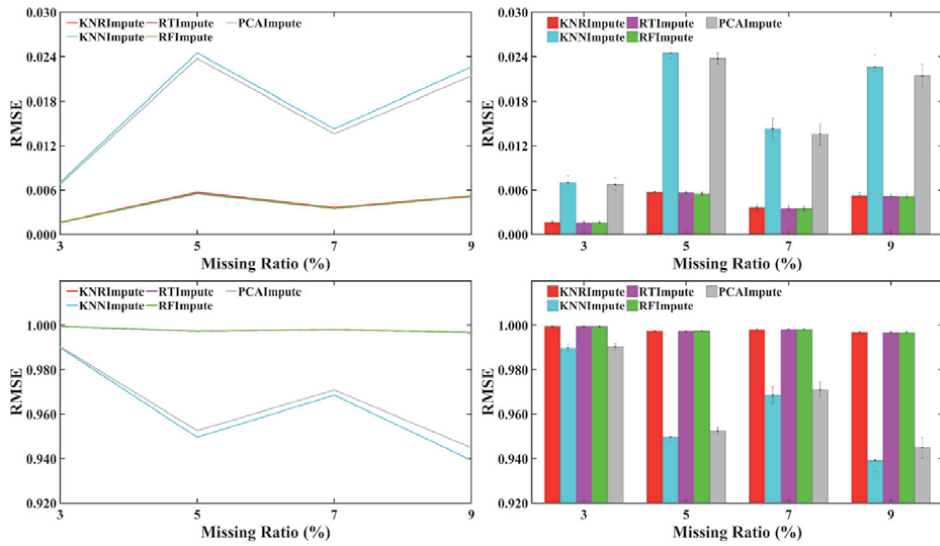 KNRImpute RTImpute PCAImpute
KNNImpute RFImpute
RMSE
0.030
0.024
0.018
0.012
0.006
0.000
3 5 7 9
Missing Ratio (%)
KNRImpute RTImpute PCAImpute
KNNImpute RFImpute
RMSE
0.030
0.024
0.018
0.012
0.006
0.000
3 5 7 9
Missing Ratio (%)
KNRImpute RTImpute PCAImpute
KNNImpute RFImpute
RMSE
1.000
0.980
0.960
0.940
0.920
3 5 7 9
Missing Ratio (%)
KNRImpute RTImpute PCAImpute
KNNImpute RFImpute
RMSE
1.000
0.980
0.960
0.940
0.920
3 5 7 9
Missing Ratio (%)